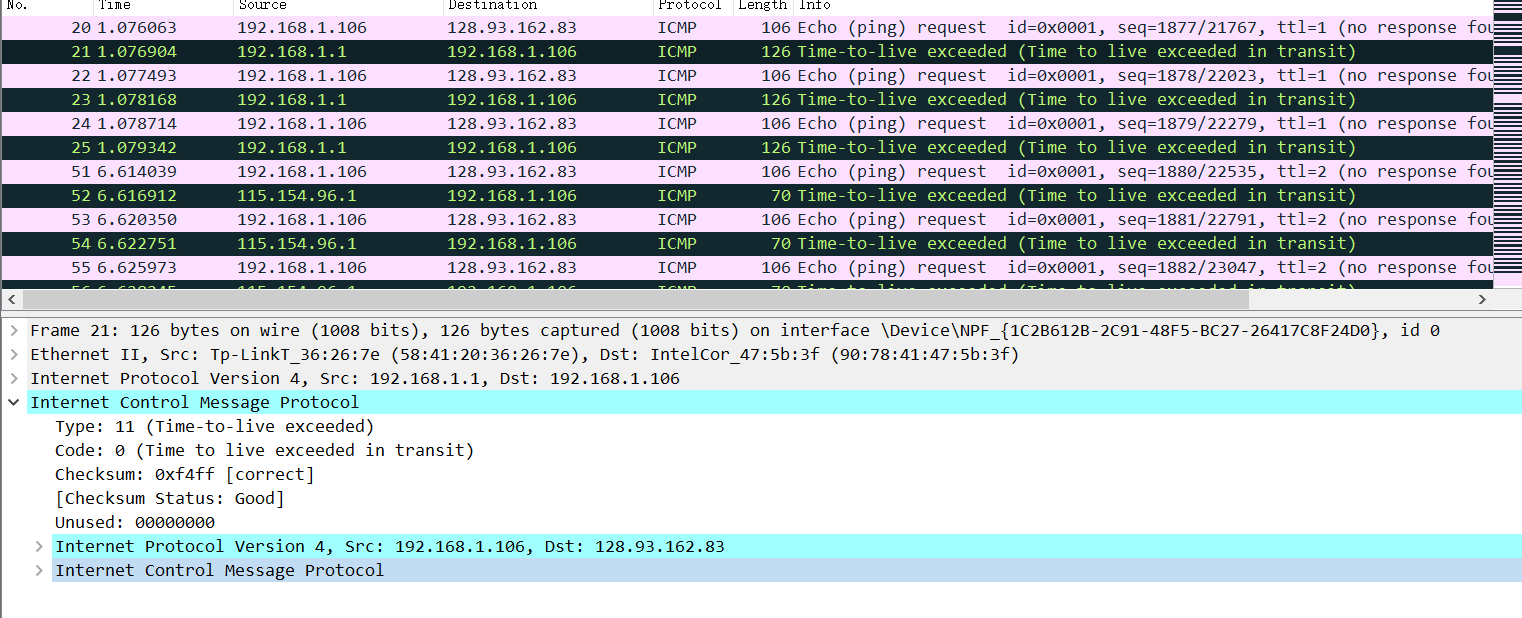 No. Time Source Destination Protocol Length Info
20 1.076063 192.168.1.106 128.93.162.83 ICMP 106 Echo (ping) request id=0x0001, seq=1877/21767, ttl=1 (no response fou
21 1.076904 192.168.1.1 192.168.1.106 ICMP 126 Time-to-live exceeded (Time to live exceeded in transit)
22 1.077493 192.168.1.106 128.93.162.83 ICMP 106 Echo (ping) request id=0x0001, seq=1878/22023, ttl=1 (no response fou
23 1.078168 192.168.1.1 192.168.1.106 ICMP 126 Time-to-live exceeded (Time to live exceeded in transit)
24 1.078714 192.168.1.106 128.93.162.83 ICMP 106 Echo (ping) request id=0x0001, seq=1879/22279, ttl=1 (no response fou
25 1.079342 192.168.1.1 192.168.1.106 ICMP 126 Time-to-live exceeded (Time to live exceeded in transit)
51 6.614039 192.168.1.106 128.93.162.83 ICMP 106 Echo (ping) request id=0x0001, seq=1880/22535, ttl=2 (no response fou
52 6.616912 115.154.96.1 192.168.1.106 ICMP 70 Time-to-live exceeded (Time to live exceeded in transit)
53 6.620350 192.168.1.106 128.93.162.83 ICMP 106 Echo (ping) request id=0x0001, seq=1881/22791, ttl=2 (no response fou
54 6.622751 115.154.96.1 192.168.1.106 ICMP 70 Time-to-live exceeded (Time to live exceeded in transit)
55 6.625973 192.168.1.106 128.93.162.83 ICMP 106 Echo (ping) request id=0x0001, seq=1882/23047, ttl=2 (no response fou
115.154.96.1 192.168.1.106 ICMP 70 Time-to-live exceeded (Time to live exceeded in transit)
Frame 21: 126 bytes on wire (1008 bits), 126 bytes captured (1008 bits) on interface \Device\NPF_{1C2B612B-2C91-48F5-BC27-26417C8F24D0}, id 0
Ethernet II, Src: Tp-LinkT_36:26:7e (58:41:20:36:26:7e), Dst: IntelCor_47:5b:3f (90:78:41:47:5b:3f)
Internet Protocol Version 4, Src: 192.168.1.1, Dst: 192.168.1.106
Internet Control Message Protocol
Type: 11 (Time-to-live exceeded)
Code: 0 (Time to live exceeded in transit)
Checksum: 0xf4ff [correct]
[Checksum Status: Good]
Unused: 00000000
Internet Protocol Version 4, Src: 192.168.1.106, Dst: 128.93.162.83
Internet Control Message Protocol